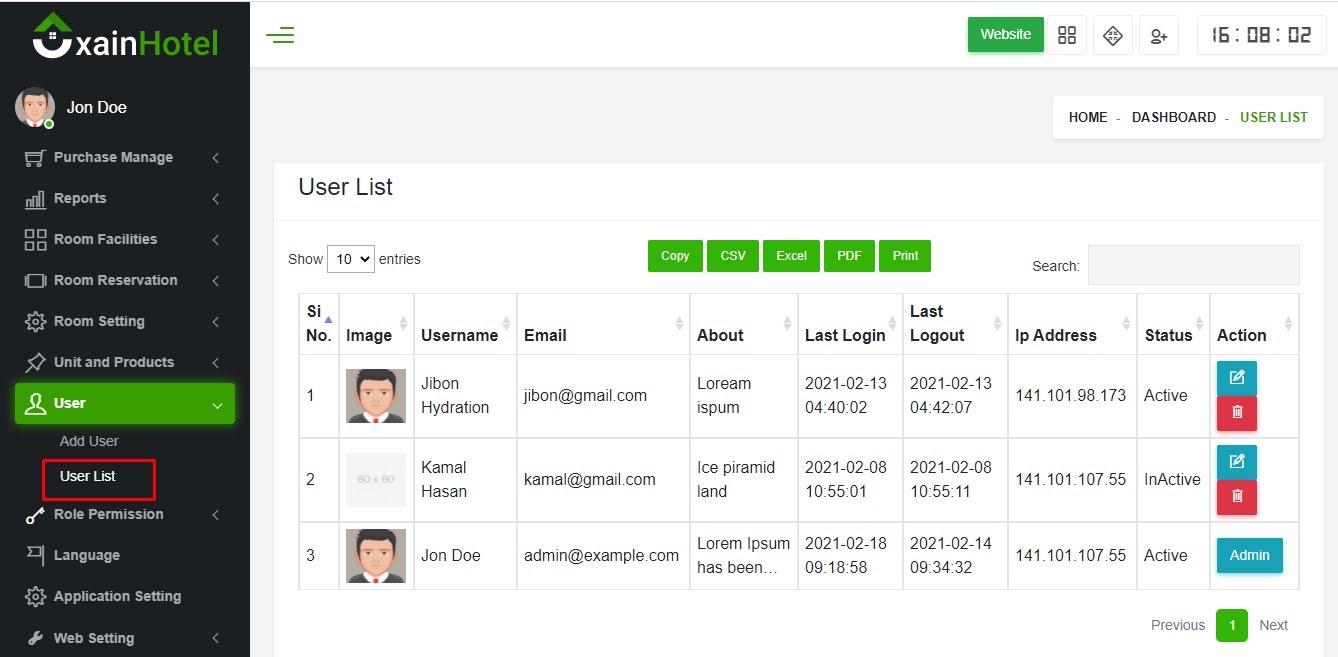 xainHotel
Website
16:08:02
Jon Doe
HOME - DASHBOARD - USER LIST
Purchase Manage
Reports
Room Facilities
Room Reservation
Room Setting
Unit and Products
User
Add User
User List
Role Permission
Language
Application Setting
Web Setting
User List
Show 10 entries
Copy CSV Excel PDF Print
Search:
Si
No.
Image
Username
Email
About
Last Login
Last
Logout
Ip Address
Status
Action
1
Jibon
Hydration
jibon@gmail.com
Loream
ispum
2021-02-13
04:40:02
2021-02-13
04:42:07
141.101.98.173
Active
2
60 x 60
Kamal
Hasan
kamal@gmail.com
Ice piramid
land
2021-02-08
10:55:01
2021-02-08
10:55:11
141.101.107.55
InActive
3
Jon Doe
admin@example.com
Lorem Ipsum
has been...
2021-02-18
09:18:58
2021-02-14
09:34:32
141.101.107.55
Active
Admin
Previous 1 Next